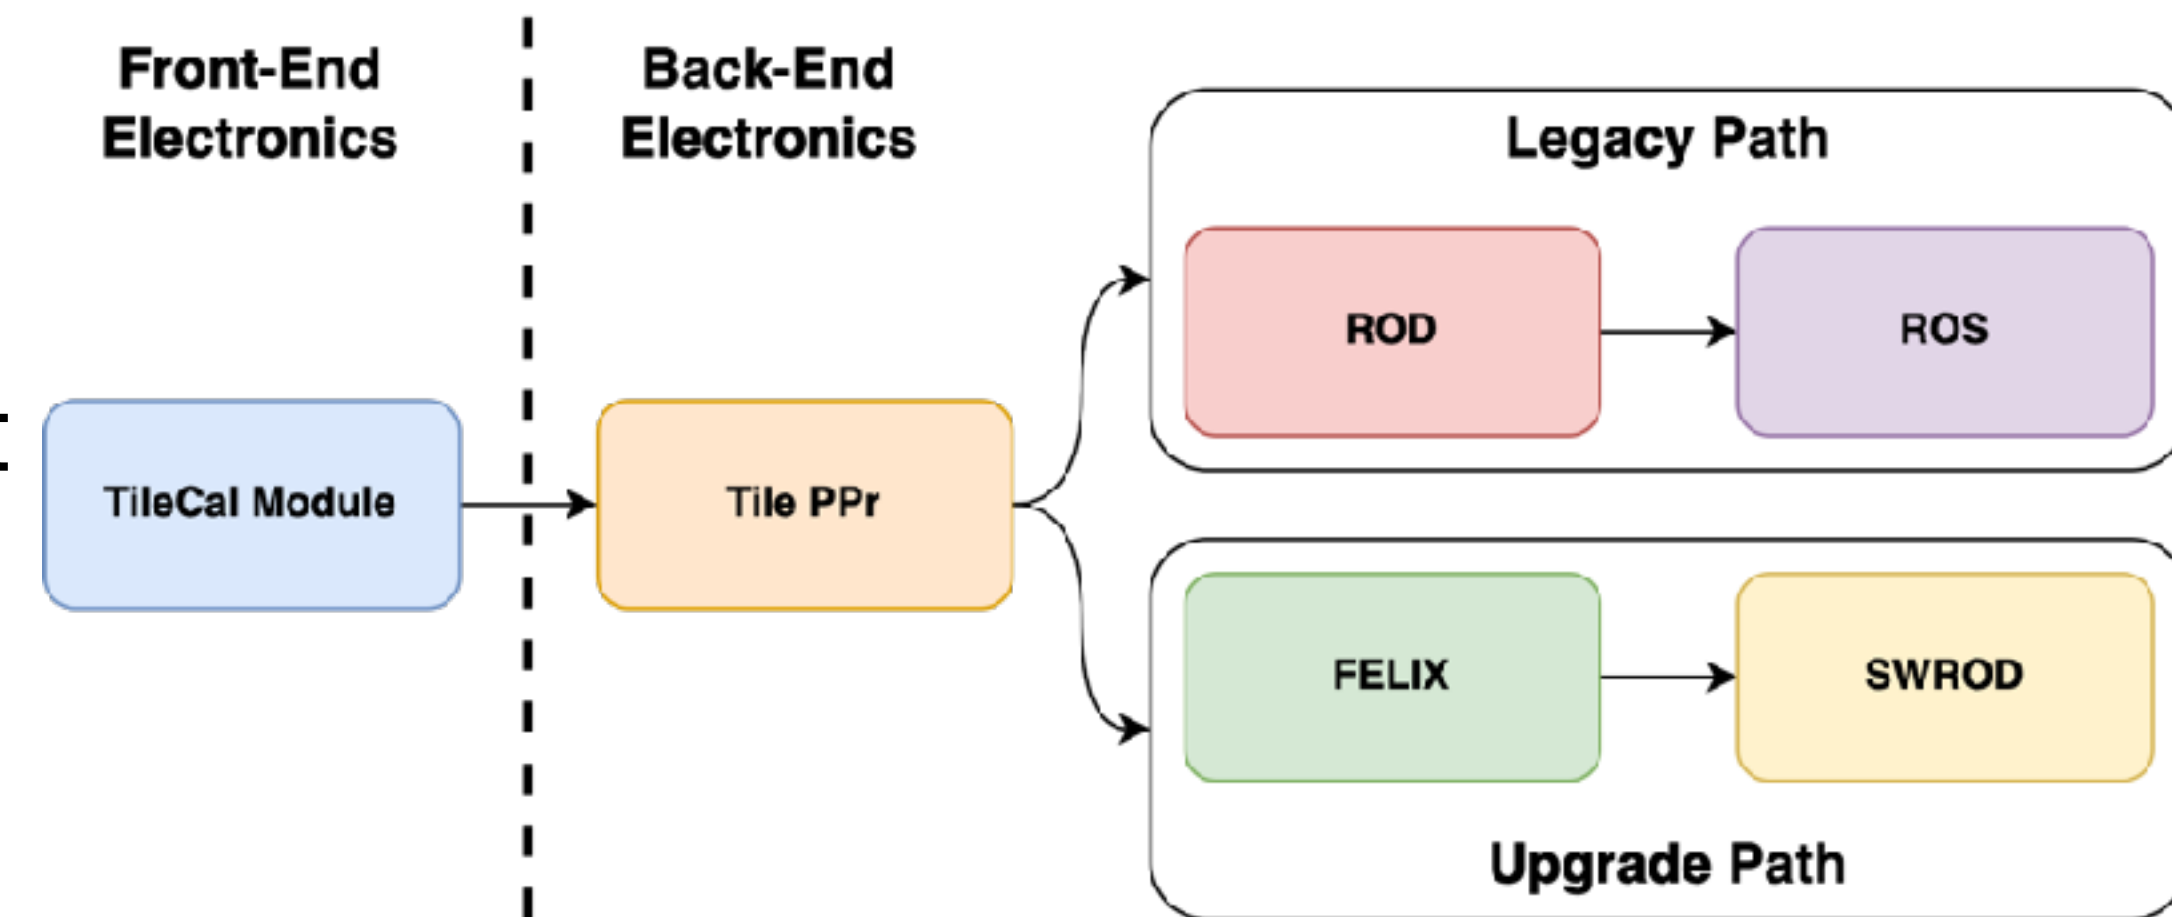 Front-End
Electronics
Back-End
Electronics
Legacy Path
ROD
ROS
TileCal Module
Tile PPr
FELIX
SWROD
Upgrade Path